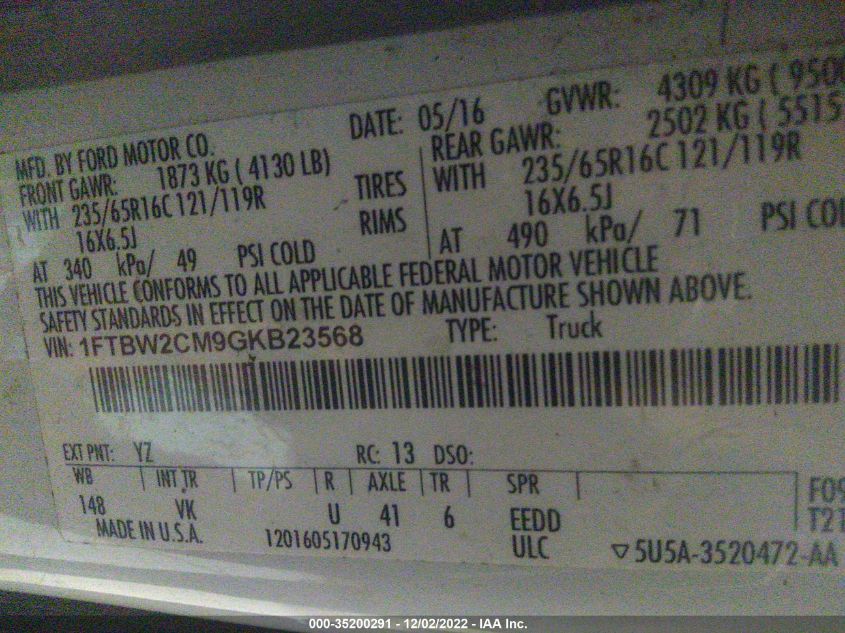 MFD. BY FORD MOTOR CO.
DATE: 05/16
GVWR: 4309 KG ( 9500
FRONT GAWR: 1873 KG ( 4130 LB)
REAR GAWR: 2502 KG ( 5515
WITH 235/65R16C 121/119R TIRES
WITH 235/65R16C 121/119R
16X6.5J RIMS
16X6.5J
AT 340 kPa/ 49 PSI COLD
AT 490 kPa/ 71 PSI COL
THIS VEHICLE CONFORMS TO ALL APPLICABLE FEDERAL MOTOR VEHICLE
SAFETY STANDARDS IN EFFECT ON THE DATE OF MANUFACTURE SHOWN ABOVE.
VIN: 1FTBW2CM9GKB23568 TYPE: Truck
EXT PNT: YZ RC: 13 DSO:
WB INT TR TP/PS R AXLE TR SPR
148 VK U 41 6 EEDD
F09
T21
MADE IN U.S.A. 1201605170943 ULC ▽5U5A-3520472-AA
000-35200291 - 12/02/2022 - IAA Inc.